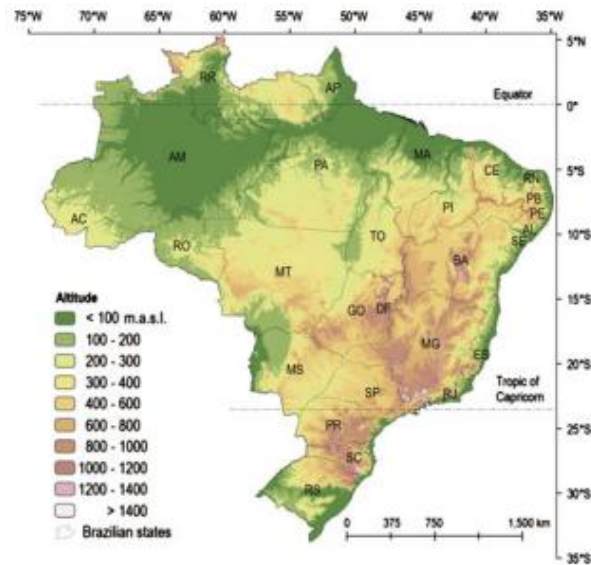 75°W 70°W 65°W 60°W 55°W 50°W 45°W 40°W 35°W
5°N
RR
AP
Equator
0°
AM
PA
MA
CE
5°S
RN
PB
PI
PE
AC
TO
AL
SE
10°S
RO
BA
MT
Altitude
15°S
GO
DF
< 100 m.a.s.l.
100 - 200
MG
200 - 300
ES
20°S
300 - 400
MS
400 - 600
SP
RJ
Tropic of
Capricorn
600 - 800
800 - 1000
PR
25°S
1000 - 1200
SC
1200 - 1400
RS
30°S
> 1400
Brazilian states
0 375 750 1,500 km
35°S